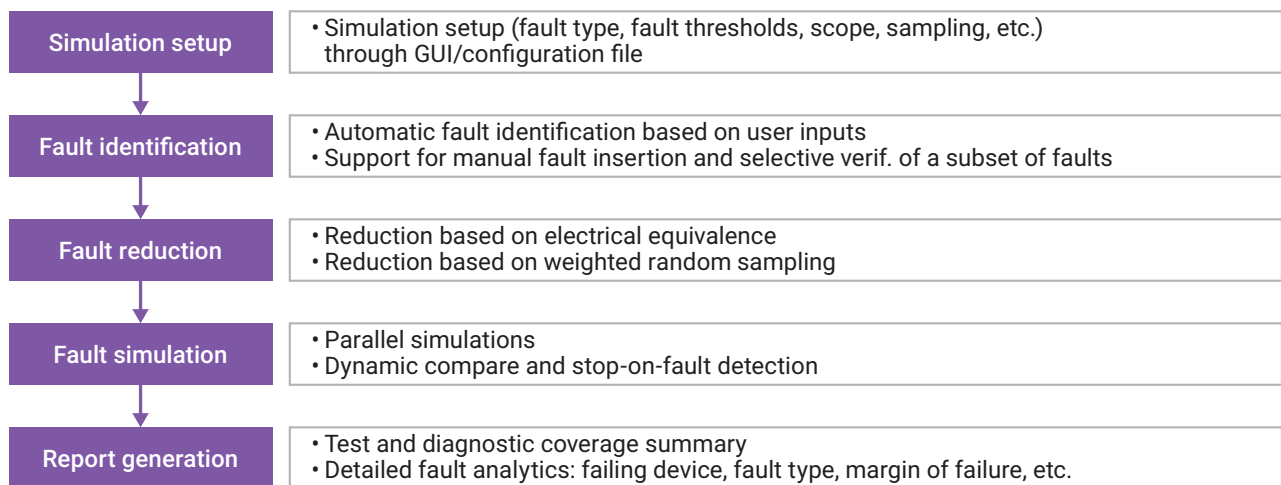 Simulation setup
• Simulation setup (fault type, fault thresholds, scope, sampling, etc.)
through GUI/configuration file
Fault identification
• Automatic fault identification based on user inputs
• Support for manual fault insertion and selective verif. of a subset of faults
Fault reduction
• Reduction based on electrical equivalence
• Reduction based on weighted random sampling
Fault simulation
• Parallel simulations
• Dynamic compare and stop-on-fault detection
Report generation
• Test and diagnostic coverage summary
• Detailed fault analytics: failing device, fault type, margin of failure, etc.